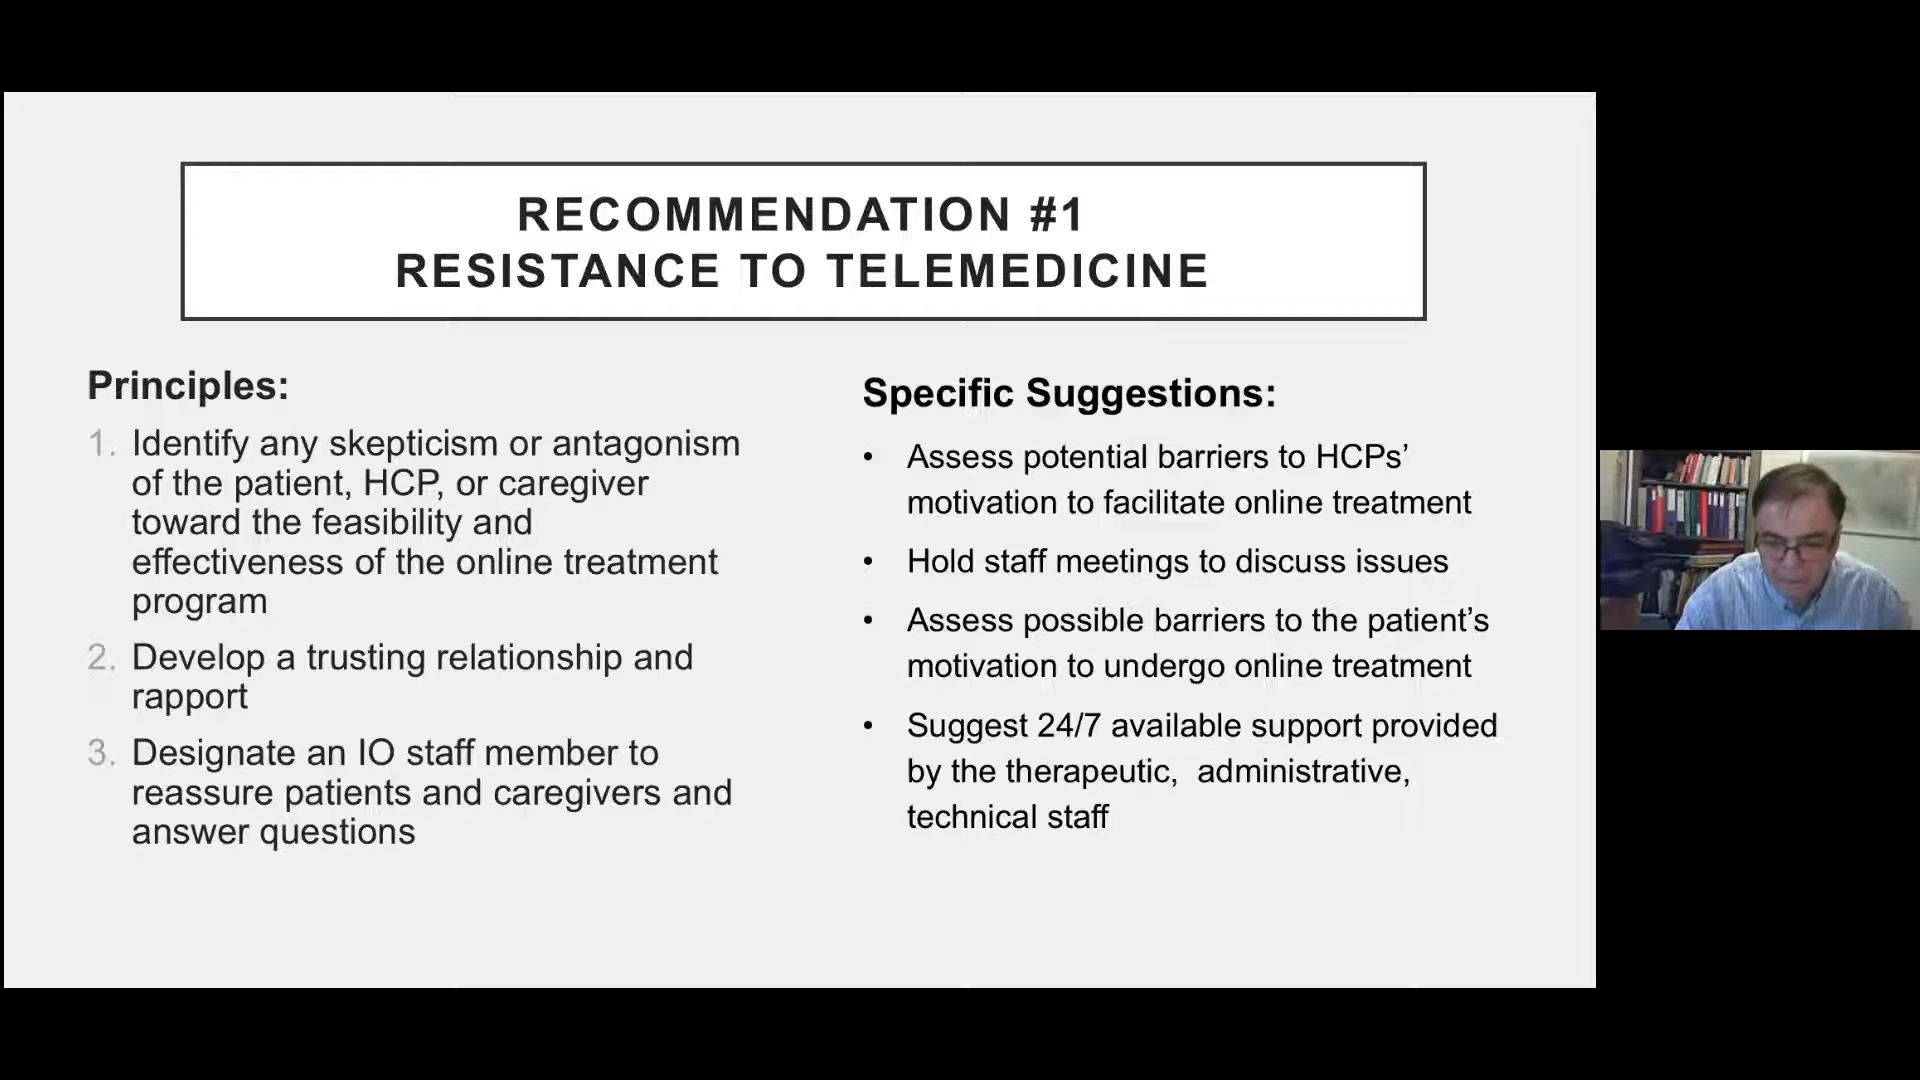 RECOMMENDATION #1
RESISTANCE TO TELEMEDICINE
Principles:
1. Identify any skepticism or antagonism
of the patient, HCP, or caregiver
toward the feasibility and
effectiveness of the online treatment
program
2. Develop a trusting relationship and
rapport
3. Designate an IO staff member to
reassure patients and caregivers and
answer questions
Specific Suggestions:
• Assess potential barriers to HCPs’
motivation to facilitate online treatment
• Hold staff meetings to discuss issues
• Assess possible barriers to the patient’s
motivation to undergo online treatment
• Suggest 24/7 available support provided
by the therapeutic,  administrative,
technical staff